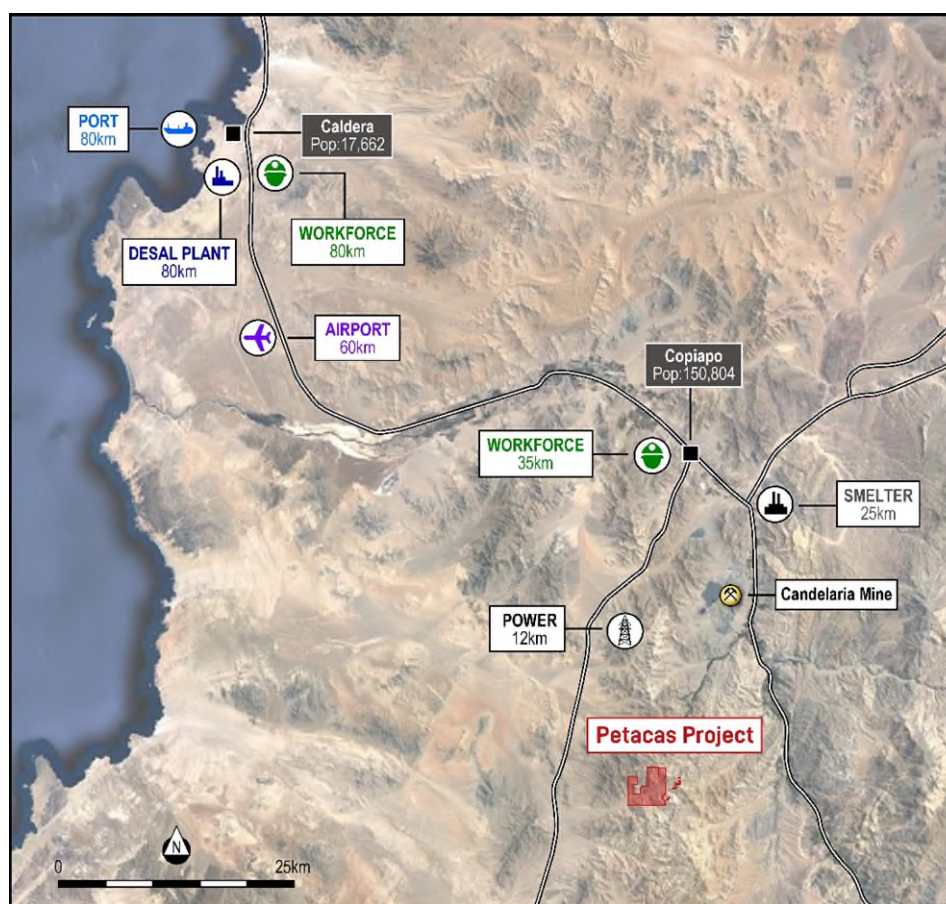 PORT
80km
Caldera
Pop:17,662
DESAL PLANT
80km
WORKFORCE
80km
AIRPORT
60km
Copiapo
Pop:150,804
WORKFORCE
35km
SMELTER
25km
Candelaria Mine
POWER
12km
Petacas Project
N
0 25km